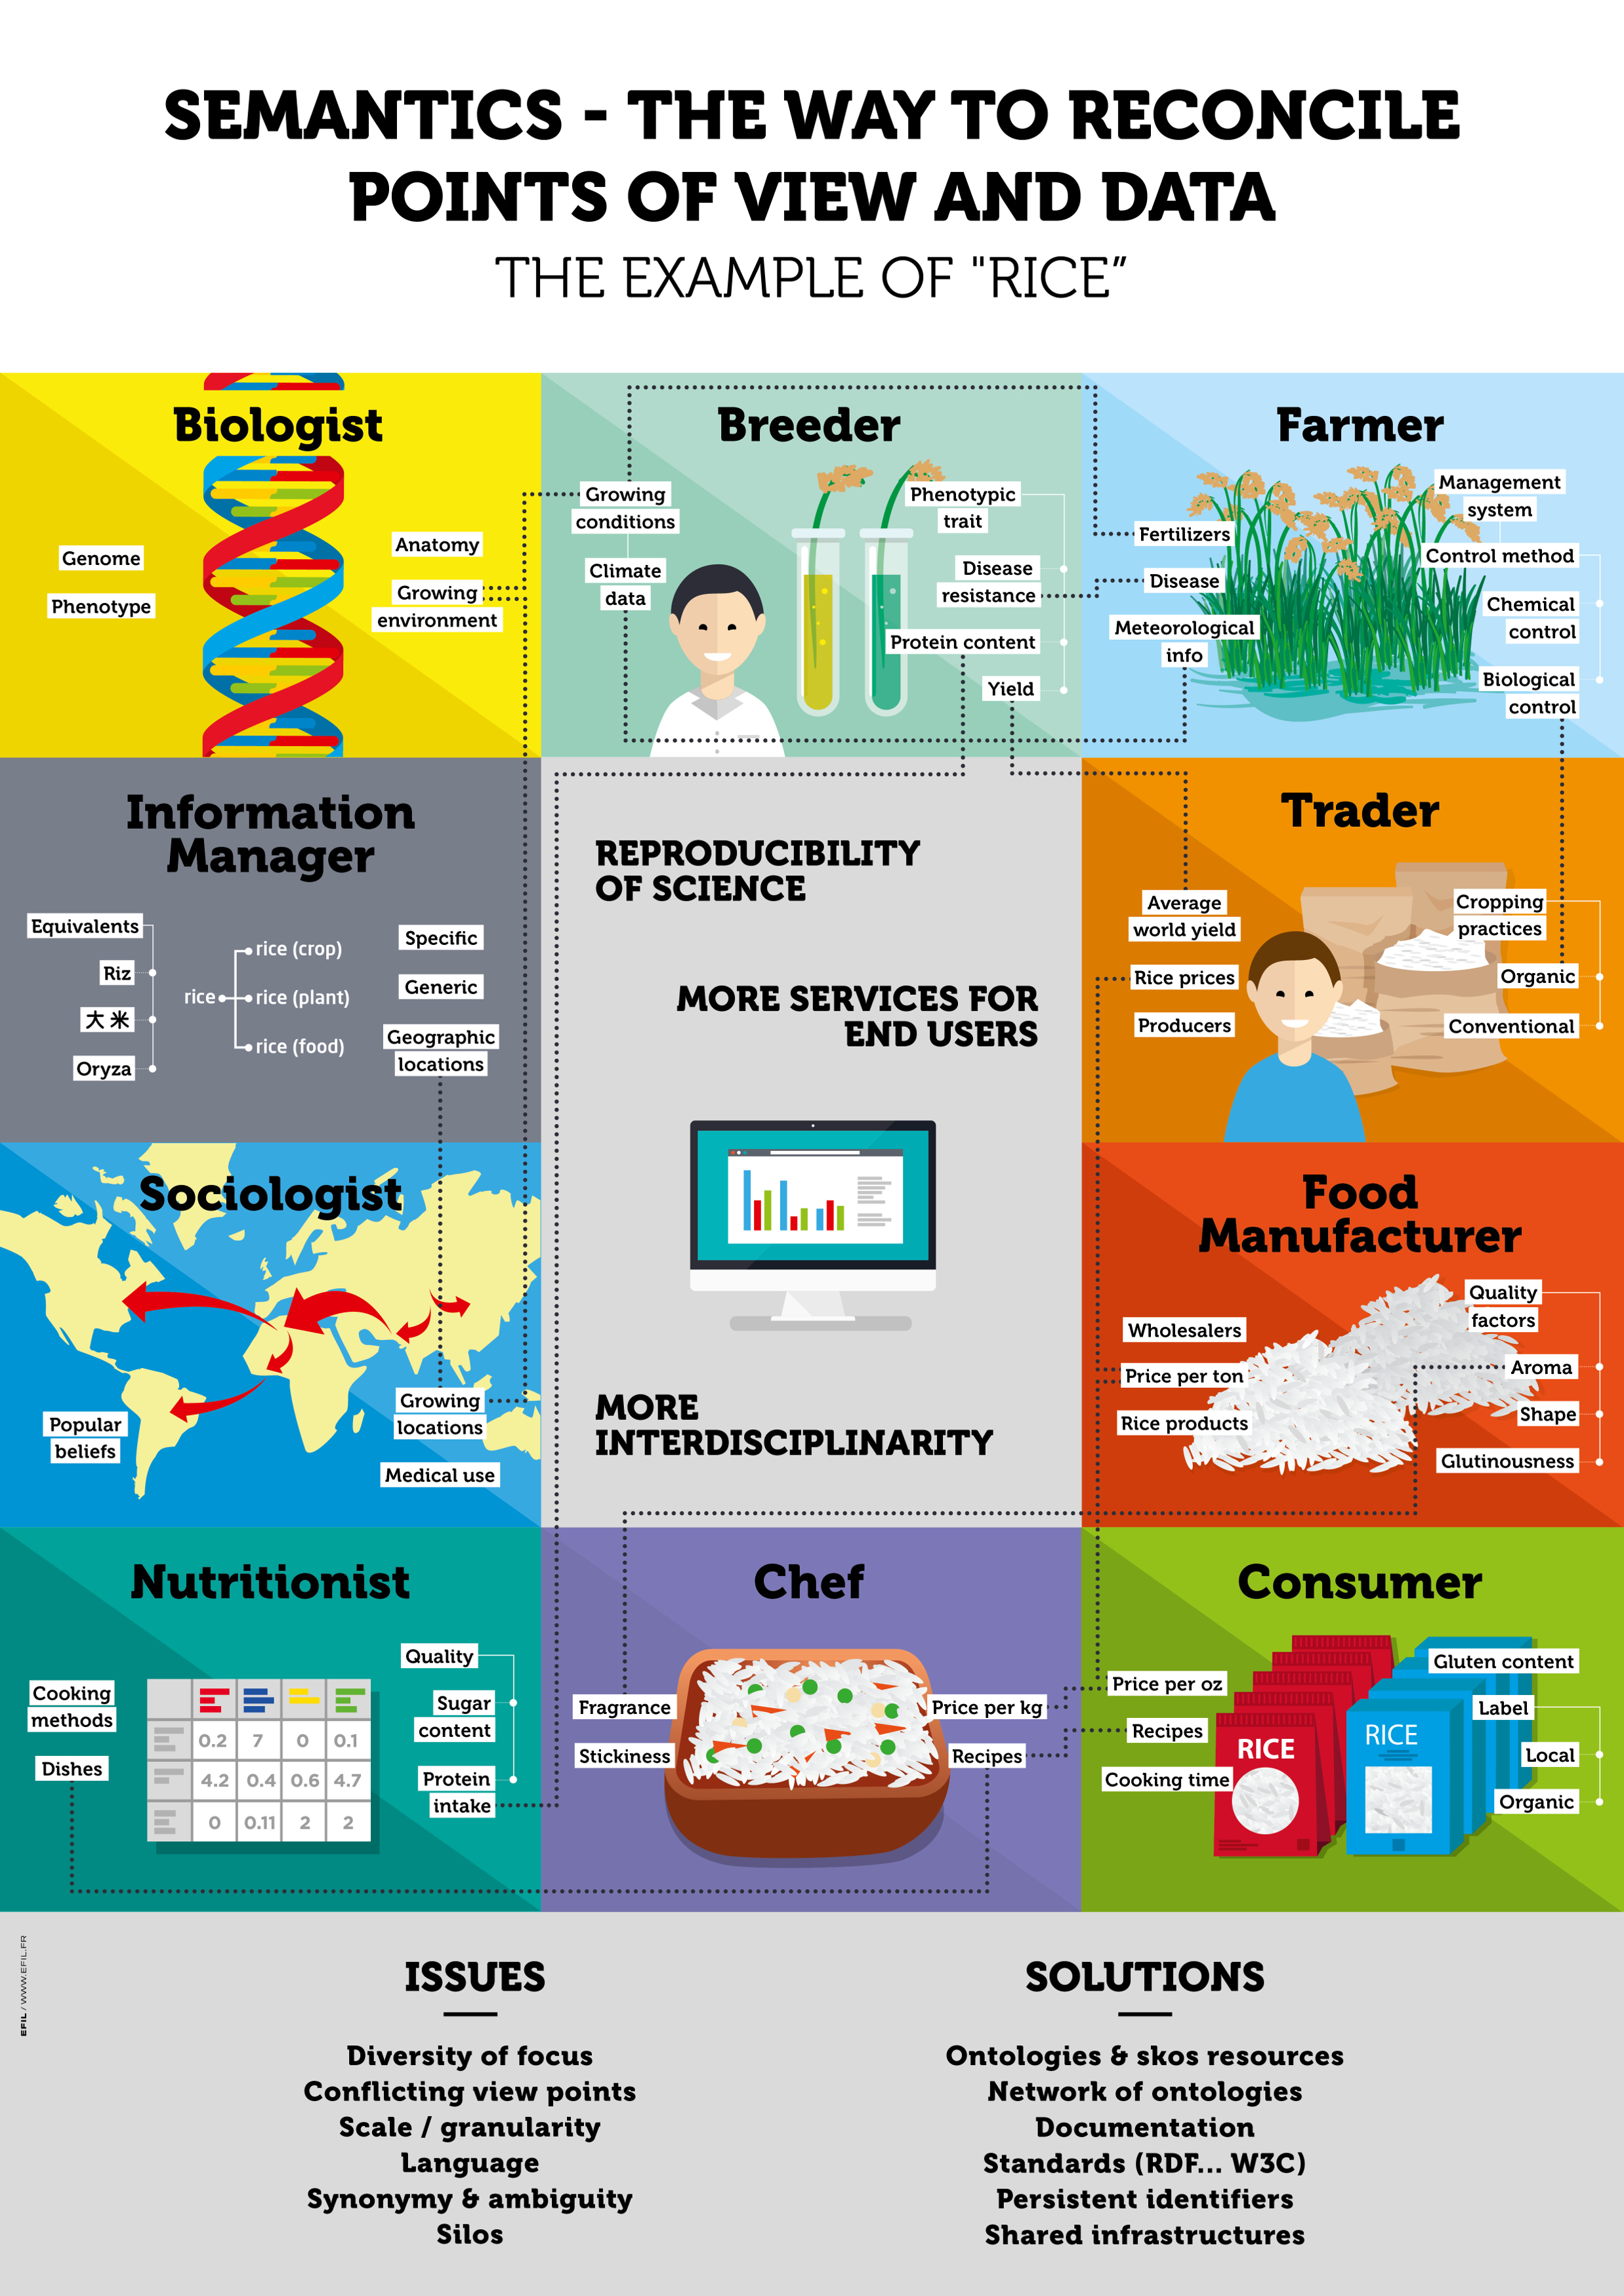 SEMANTICS - THE WAY TO RECONCILE
POINTS OF VIEW AND DATA
THE EXAMPLE OF "RICE”
Biologist
Genome
Phenotype
Anatomy
Growing
environment
Breeder
Growing
conditions
Climate
data
Phenotypic
trait
Disease
resistance
Protein content
Yield
Farmer
Fertilizers
Disease
Meteorological
info
Management
system
Control method
Chemical
control
Biological
control
Information
Manager
Equivalents
Riz
大米
Oryza
rice
rice (crop)
rice (plant)
rice (food)
Specific
Generic
Geographic
locations
REPRODUCIBILITY
OF SCIENCE
MORE SERVICES FOR
END USERS
MORE
INTERDISCIPLINARITY
Trader
Average
world yield
Rice prices
Producers
Cropping
practices
Organic
Conventional
Sociologist
Popular
beliefs
Growing
locations
Medical use
Food
Manufacturer
Wholesalers
Price per ton
Rice products
Quality
factors
Aroma
Shape
Glutinousness
Nutritionist
Cooking
methods
Dishes
0.2 7 0 0.1
4.2 0.4 0.6 4.7
0 0.11 2 2
Quality
Sugar
content
Protein
intake
Chef
Fragrance
Stickiness
Price per kg
Recipes
Consumer
Price per oz
Recipes
Cooking time
RICE
RICE
Gluten content
Label
Local
Organic
EFIL / WWW.EFIL.FR
ISSUES
Diversity of focus
Conflicting view points
Scale / granularity
Language
Synonymy & ambiguity
Silos
SOLUTIONS
Ontologies & skos resources
Network of ontologies
Documentation
Standards (RDF... W3C)
Persistent identifiers
Shared infrastructures